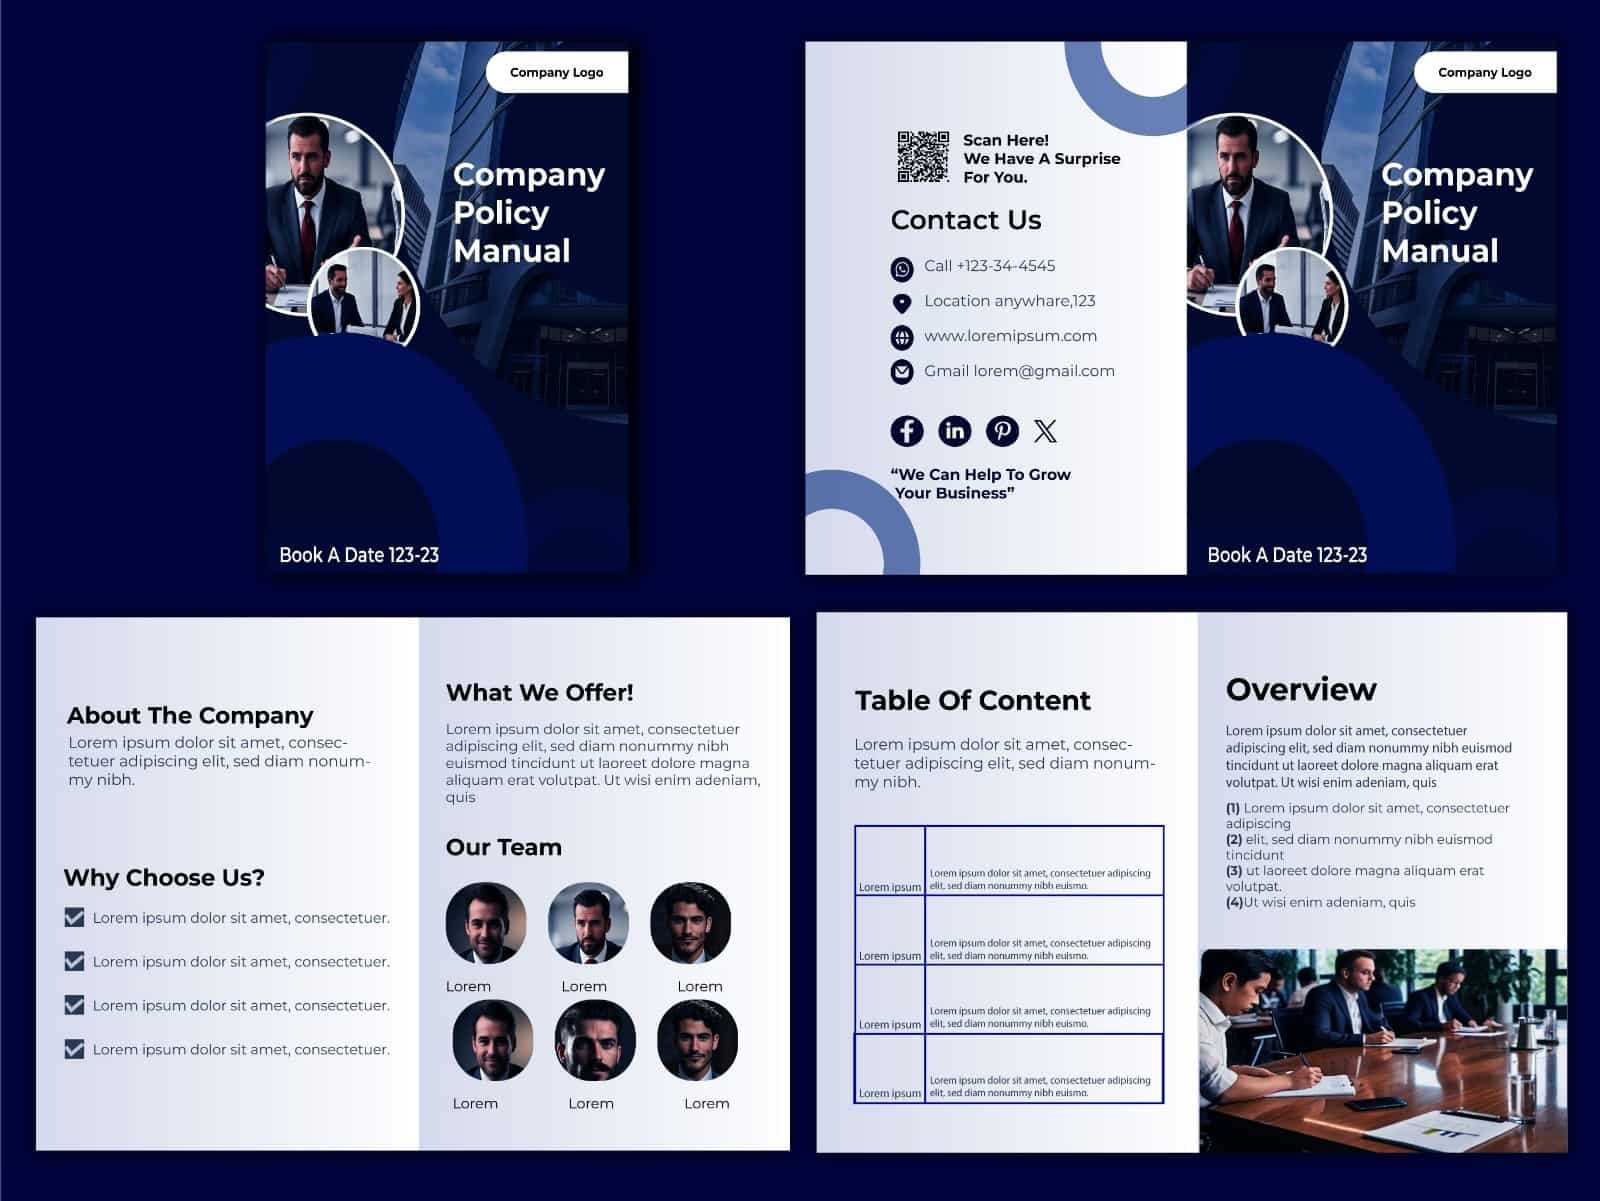 Company Logo
Company
Policy
Manual
Book A Date 123-23
Scan Here!
We Have A Surprise
For You.
Contact Us
Call +123-34-4545
Location anywhare,123
www.loremipsum.com
Gmail lorem@gmail.com
“We Can Help To Grow
Your Business”
Company Logo
Company
Policy
Manual
Book A Date 123-23
About The Company
Lorem ipsum dolor sit amet, consec-
tetuer adipiscing elit, sed diam nonum-
my nibh.
Why Choose Us?
Lorem ipsum dolor sit amet, consectetuer.
Lorem ipsum dolor sit amet, consectetuer.
Lorem ipsum dolor sit amet, consectetuer.
Lorem ipsum dolor sit amet, consectetuer.
What We Offer!
Lorem ipsum dolor sit amet, consectetuer
adipiscing elit, sed diam nonummy nibh
euismod tincidunt ut laoreet dolore magna
aliquam erat volutpat. Ut wisi enim adeniam,
quis
Our Team
Lorem Lorem Lorem
Lorem Lorem Lorem
Table Of Content
Lorem ipsum dolor sit amet, consec-
tetuer adipiscing elit, sed diam nonum-
my nibh.
Lorem ipsum dolor sit amet, consectetuer adipiscing
Lorem ipsum elit, sed diam nonummy nibh euismo.
Lorem ipsum dolor sit amet, consectetuer adipiscing
Lorem ipsum elit, sed diam nonummy nibh euismo.
Lorem ipsum dolor sit amet, consectetuer adipiscing
Lorem ipsum elit, sed diam nonummy nibh euismo.
Lorem ipsum dolor sit amet, consectetuer adipiscing
Lorem ipsum elit, sed diam nonummy nibh euismo.
Overview
Lorem ipsum dolor sit amet, consectetuer
adipiscing elit, sed diam nonummy nibh euismod
tincidunt ut laoreet dolore magna aliquam erat
volutpat. Ut wisi enim adeniam, quis
(1) Lorem ipsum dolor sit amet, consectetuer
adipiscing
(2) elit, sed diam nonummy nibh euismod
tincidunt
(3) ut laoreet dolore magna aliquam erat
volutpat.
(4)Ut wisi enim adeniam, quis